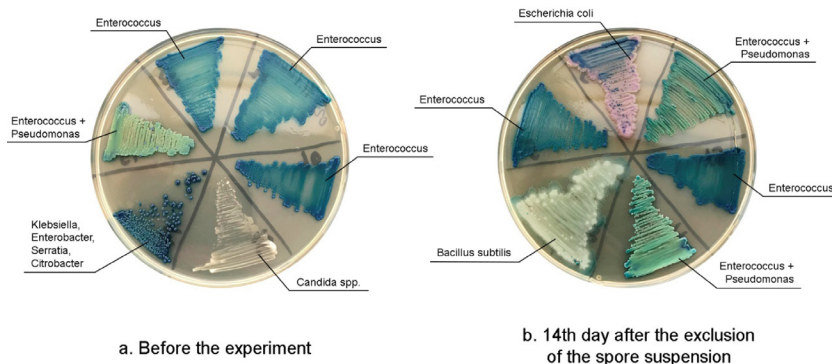 Enterococcus
Enterococcus
Enterococcus +
Pseudomonas
Enterococcus
Klebsiella,
Enterobacter,
Serratia,
Citrobacter
Candida spp.
a. Before the experiment
Escherichia coli
Enterococcus +
Pseudomonas
Enterococcus
Enterococcus
Bacillus subtilis
Enterococcus +
Pseudomonas
b. 14th day after the exclusion
of the spore suspension